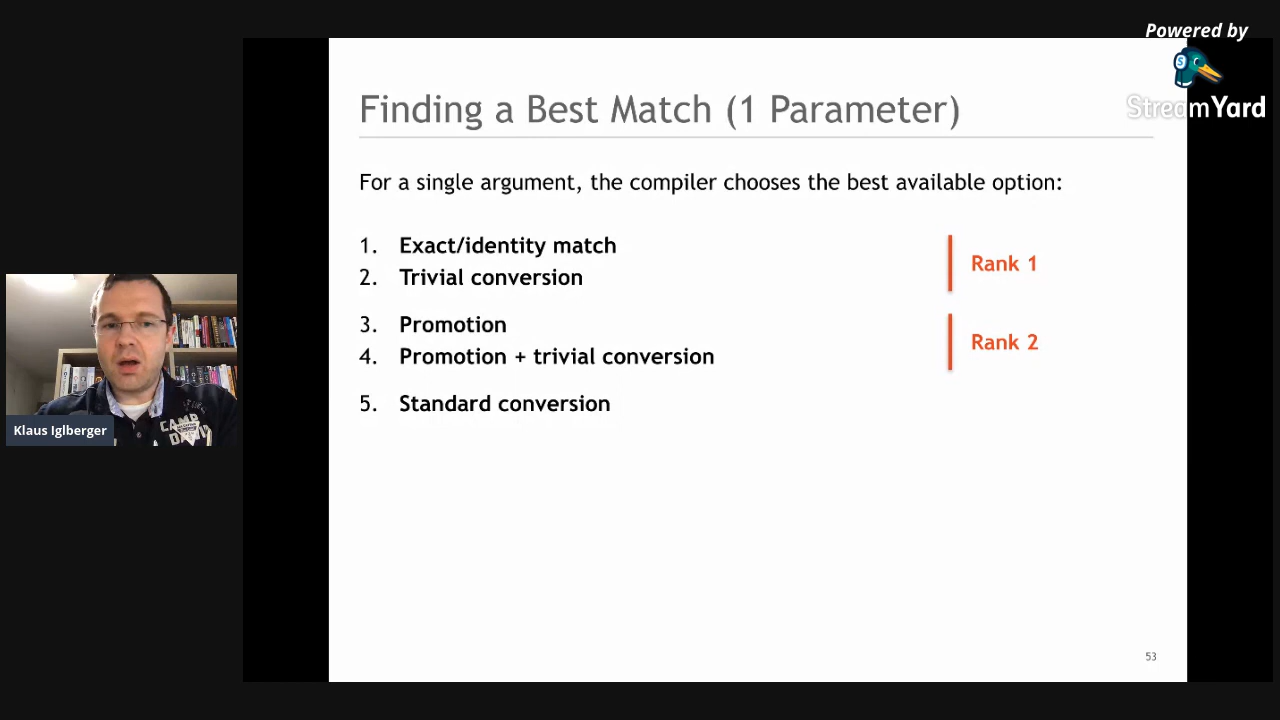 Powered by
StreamYard
Finding a Best Match (1 Parameter)
For a single argument, the compiler chooses the best available option:
1. Exact/identity match
2. Trivial conversion
Rank 1
3. Promotion
4. Promotion + trivial conversion
Rank 2
5. Standard conversion
Klaus Iglberger
CAMP
53